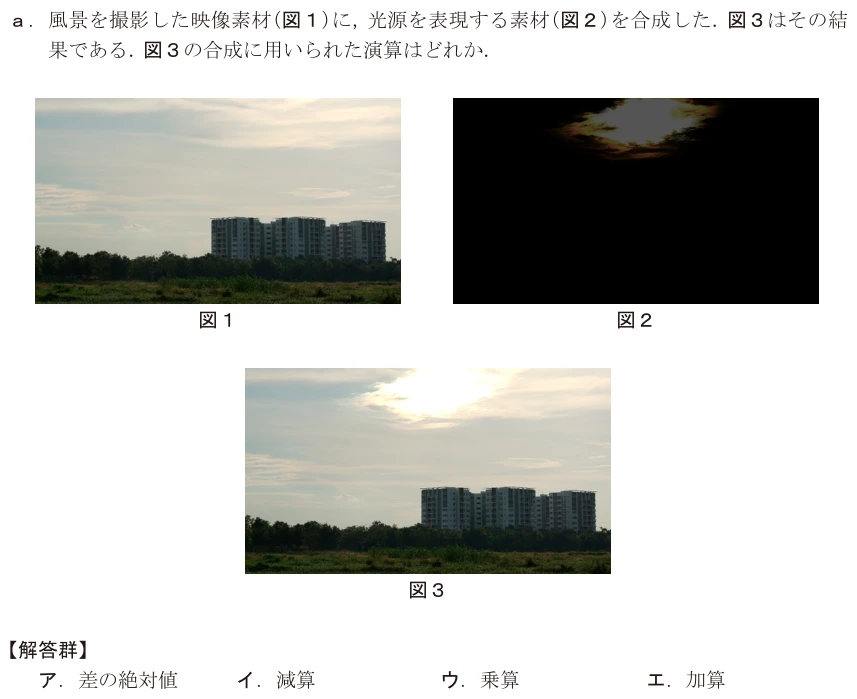 a．風景を撮影した映像素材(図1)に，光源を表現する素材(図2)を合成した．図3はその結
果である．図3の合成に用いられた演算はどれか．
図1
図2
図3
【解答群】
ア．差の絶対値　イ．減算　ウ．乗算　エ．加算